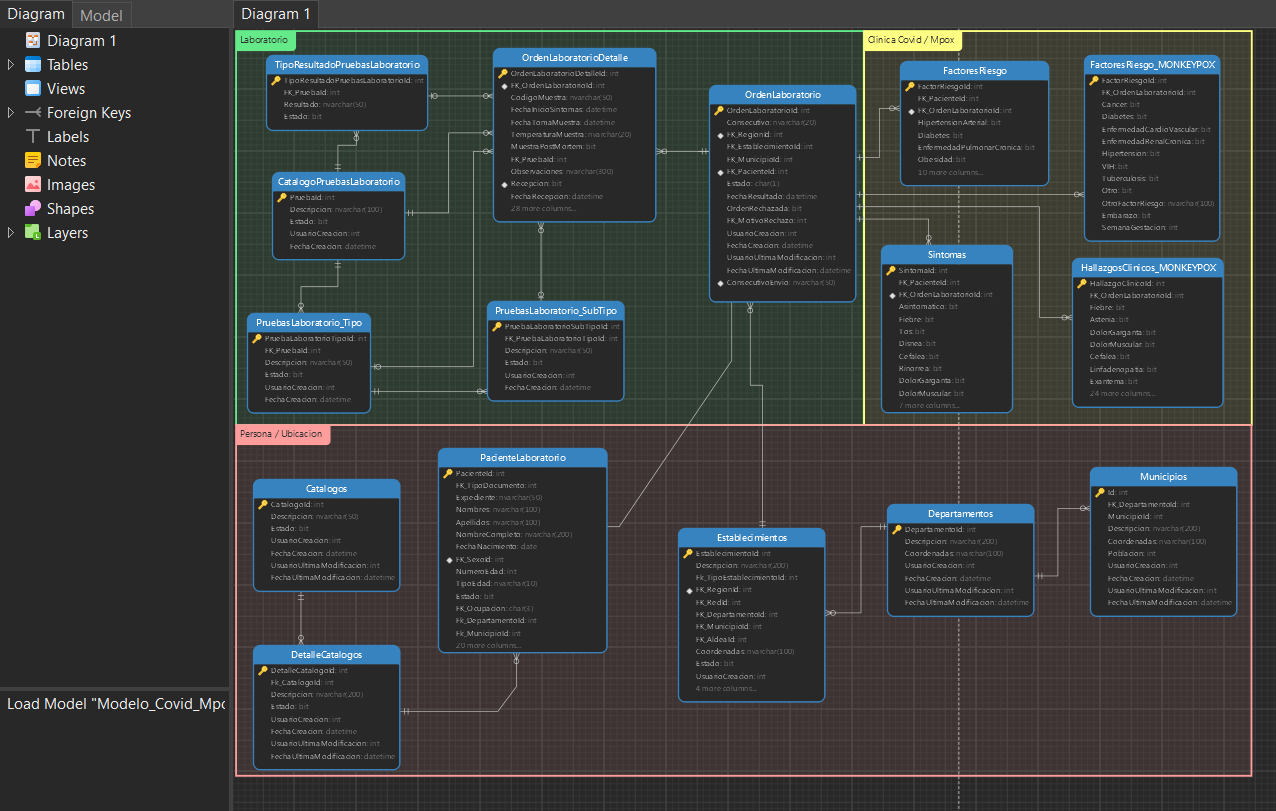 Diagram
Model
Diagram 1
Diagram 1
Tables
Views
Foreign Keys
Labels
Notes
Images
Shapes
Layers
Load Model "Modelo_Covid_Mpo
Laboratorio
TipoResultadoPruebasLaboratorio
TipoResultadoPruebasLaboratorioId: int
FK_PruebaId: int
Resultado: nvarchar(50)
Estado: bit
CatalogoPruebasLaboratorio
PruebaId: int
Descripcion: nvarchar(100)
Estado: bit
UsuarioCreacion: int
FechaCreacion: datetime
PruebasLaboratorio_Tipo
PruebaLaboratorioTipoId: int
FK_PruebaId: int
Descripcion: nvarchar(50)
Estado: bit
UsuarioCreacion: int
FechaCreacion: datetime
OrdenLaboratorioDetalle
OrdenLaboratorioDetalleId: int
FK_OrdenLaboratorioId: int
CodigoMuestra: nvarchar(50)
FechaInicioSintomas: datetime
FechaTomaMuestra: datetime
TemperaturaMuestra: nvarchar(20)
MuestraPostMortem: bit
FK_PruebaId: int
Observaciones: nvarchar(300)
Recepcion: bit
FechaRecepcion: datetime
28 more columns...
PruebasLaboratorio_SubTipo
PruebaLaboratorioSubTipoId: int
FK_PruebaLaboratorioTipoId: int
Descripcion: nvarchar(50)
Estado: bit
UsuarioCreacion: int
FechaCreacion: datetime
OrdenLaboratorio
OrdenLaboratorioId: int
Consecutivo: nvarchar(20)
FK_RegionId: int
FK_EstablecimientoId: int
FK_MunicipioId: int
FK_PacienteId: int
Estado: char(1)
FechaResultado: datetime
OrdenRechazada: bit
FK_MotivoRechazo: int
UsuarioCreacion: int
FechaCreacion: datetime
UsuarioUltimaModificacion: int
FechaUltimaModificacion: datetime
ConsecutivoEnvio: nvarchar(50)
Clinica Covid / Mpox
FactoresRiesgo
FactorRiesgoId: int
FK_PacienteId: int
FK_OrdenLaboratorioId: int
HipertensionArterial: bit
Diabetes: bit
EnfermedadPulmonarCronica: bit
Obesidad: bit
10 more columns...
FactoresRiesgo_MONKEYPOX
FactorRiesgoId: int
FK_OrdenLaboratorioId: int
Cancer: bit
Diabetes: bit
EnfermedadCardioVascular: bit
EnfermedadRenalCronica: bit
Hipertension: bit
VIH: bit
Tuberculosis: bit
Otro: bit
OtroFactorRiesgo: nvarchar(100)
Embarazo: bit
SemanaGestacion: int
Sintomas
SintomaId: int
FK_PacienteId: int
FK_OrdenLaboratorioId: int
Asintomatico: bit
Fiebre: bit
Tos: bit
Disnea: bit
Cefalea: bit
Rinorrea: bit
DolorGarganta: bit
DolorMuscular: bit
7 more columns...
HallazgosClinicos_MONKEYPOX
HallazgoClinicoId: int
FK_OrdenLaboratorioId: int
Fiebre: bit
Astenia: bit
DolorGarganta: bit
DolorMuscular: bit
Cefalea: bit
Linfadenopatia: bit
Exantema: bit
24 more columns...
Persona / Ubicacion
Catalogos
CatalogoId: int
Descripcion: nvarchar(50)
Estado: bit
UsuarioCreacion: int
FechaCreacion: datetime
UsuarioUltimaModificacion: int
FechaUltimaModificacion: datetime
DetalleCatalogos
DetalleCatalogoId: int
Fk_CatalogoId: int
Descripcion: nvarchar(200)
Estado: bit
UsuarioCreacion: int
FechaCreacion: datetime
UsuarioUltimaModificacion: int
FechaUltimaModificacion: datetime
PacienteLaboratorio
PacienteId: int
FK_TipoDocumento: int
Expediente: nvarchar(50)
Nombres: nvarchar(100)
Apellidos: nvarchar(100)
NombreCompleto: nvarchar(200)
FechaNacimiento: date
FK_SexoId: int
NumeroEdad: int
TipoEdad: nvarchar(10)
Estado: bit
FK_Ocupacion: char(3)
Fk_DepartamentoId: int
Fk_MunicipioId: int
20 more columns...
Establecimientos
EstablecimientoId: int
Descripcion: nvarchar(200)
Fk_TipoEstablecimientoId: int
FK_RegionId: int
FK_RedId: int
FK_DepartamentoId: int
FK_MunicipioId: int
FK_AldeaId: int
Coordenadas: nvarchar(100)
Estado: bit
UsuarioCreacion: int
4 more columns...
Departamentos
DepartamentoId: int
Descripcion: nvarchar(200)
Coordenadas: nvarchar(100)
UsuarioCreacion: int
FechaCreacion: datetime
UsuarioUltimaModificacion: int
FechaUltimaModificacion: datetime
Municipios
Id: int
FK_DepartamentoId: int
MunicipioId: int
Descripcion: nvarchar(200)
Coordenadas: nvarchar(100)
Poblacion: int
UsuarioCreacion: int
FechaCreacion: datetime
UsuarioUltimaModificacion: int
FechaUltimaModificacion: datetime